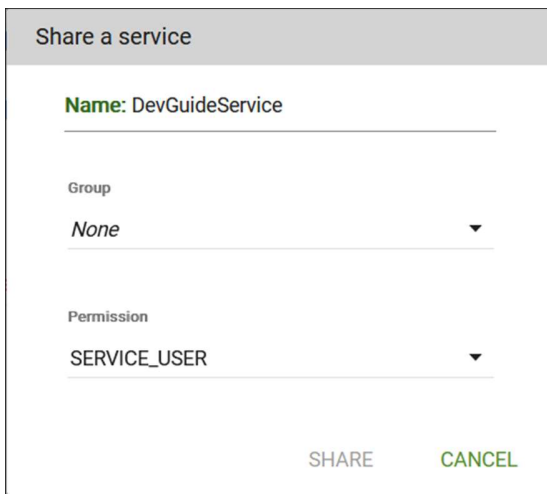 Share a service
Name: DevGuideService
Group
None
Permission
SERVICE_USER
SHARE CANCEL